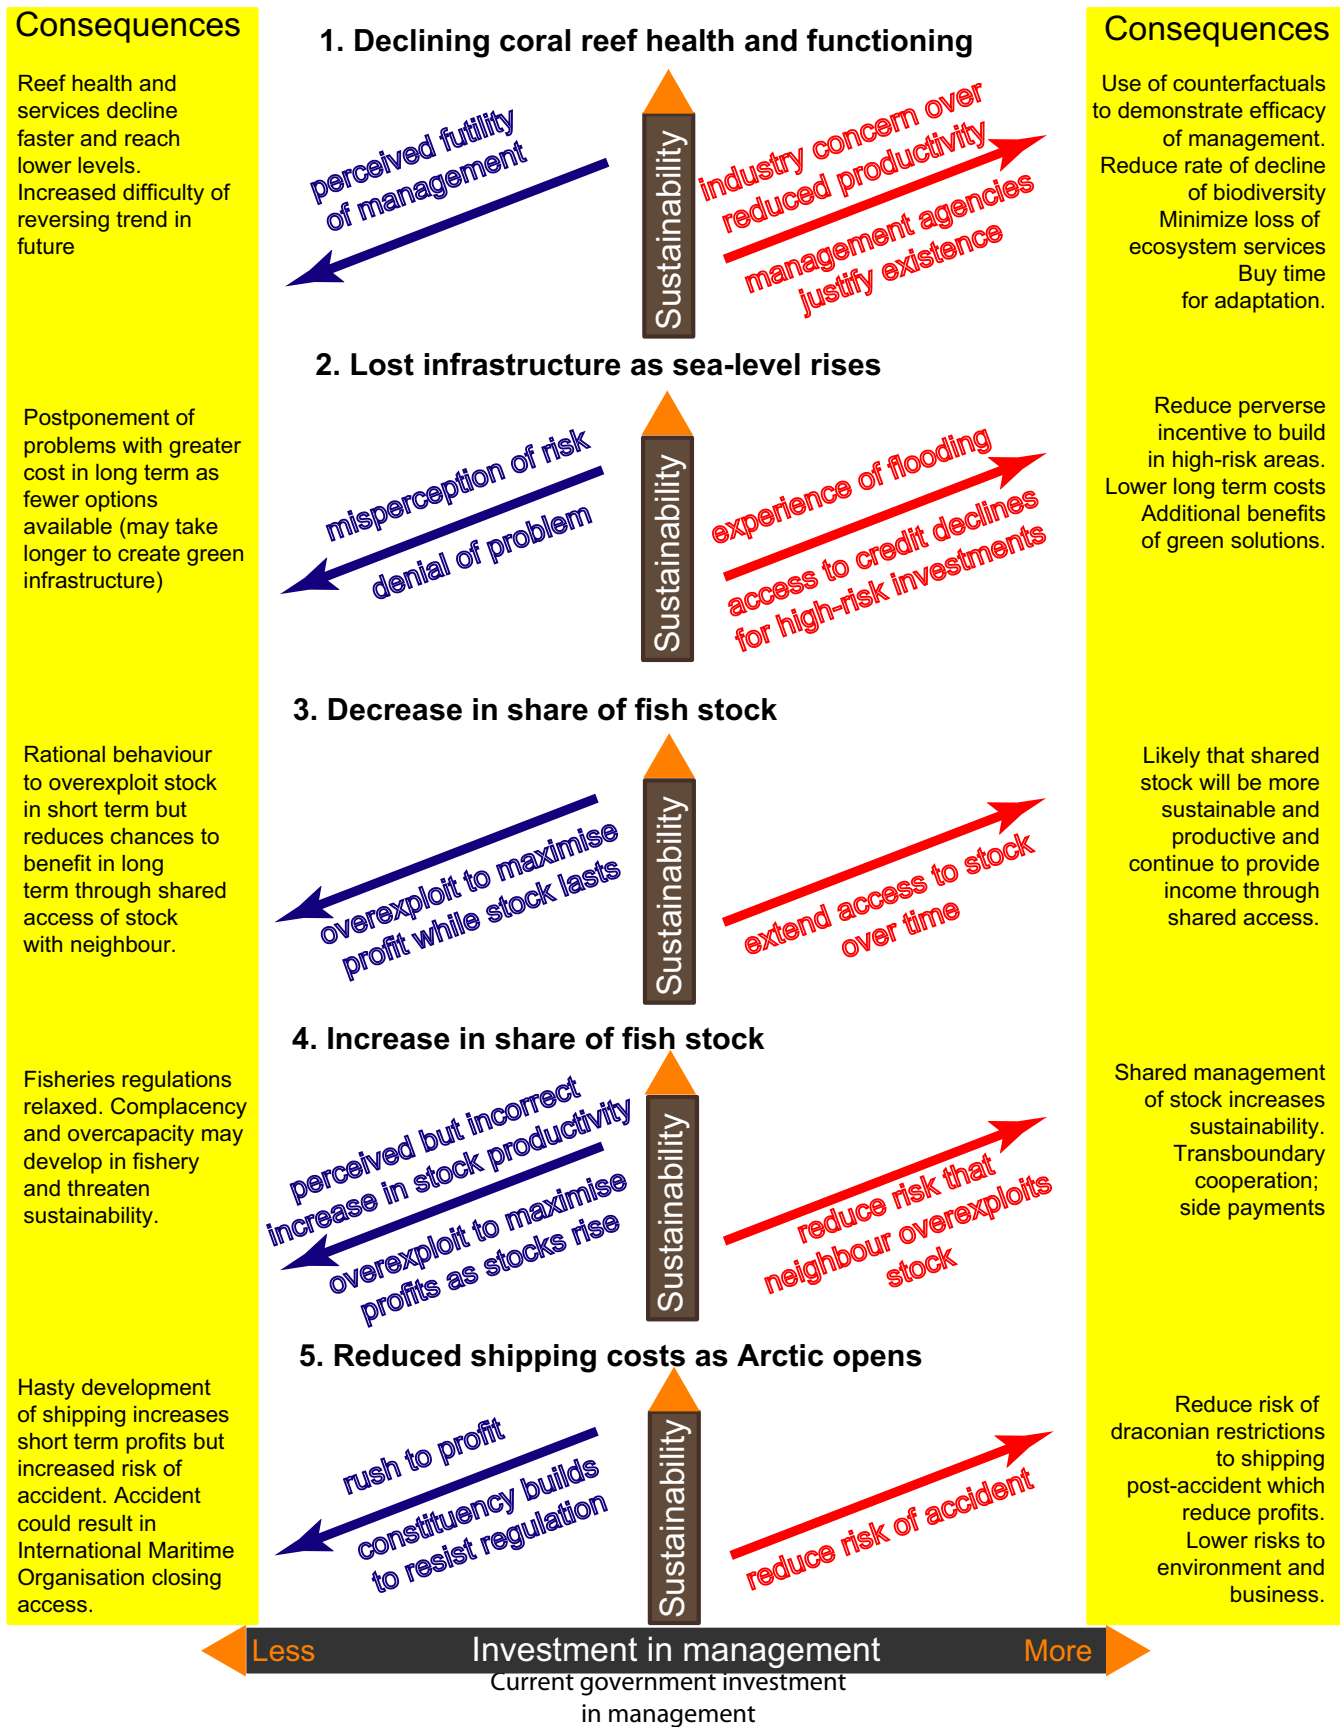 Consequences
Reef health and
services decline
faster and reach
lower levels.
Increased difficulty of
reversing trend in
future
1. Declining coral reef health and functioning
perceived futility
of management
Sustainability
industry concern over
reduced productivity
management agencies
justify existence
Consequences
Use of counterfactuals
to demonstrate efficacy
of management.
Reduce rate of decline
of biodiversity
Minimize loss of
ecosystem services
Buy time
for adaptation.
2. Lost infrastructure as sea-level rises
Postponement of
problems with greater
cost in long term as
fewer options
available (may take
longer to create green
infrastructure)
misperception of risk
denial of problem
Sustainability
experience of flooding
access to credit declines
for high-risk investments
Reduce perverse
incentive to build
in high-risk areas.
Lower long term costs
Additional benefits
of green solutions.
3. Decrease in share of fish stock
Rational behaviour
to overexploit stock
in short term but
reduces chances to
benefit in long
term through shared
access of stock
with neighbour.
overexploit to maximise
profit while stock lasts
Sustainability
extend access to stock
over time
Likely that shared
stock will be more
sustainable and
productive and
continue to provide
income through
shared access.
4. Increase in share of fish stock
Fisheries regulations
relaxed. Complacency
and overcapacity may
develop in fishery
and threaten
sustainability.
perceived but incorrect
increase in stock productivity
overexploit to maximise
profits as stocks rise
Sustainability
reduce risk that
neighbour overexploits
stock
Shared management
of stock increases
sustainability.
Transboundary
cooperation;
side payments
5. Reduced shipping costs as Arctic opens
Hasty development
of shipping increases
short term profits but
increased risk of
accident. Accident
could result in
International Maritime
Organisation closing
access.
rush to profit
constituency builds
to resist regulation
Sustainability
reduce risk of accident
Reduce risk of
draconian restrictions
to shipping
post-accident which
reduce profits.
Lower risks to
environment and
business.
Less
Investment in management
More
Current government investment
in management